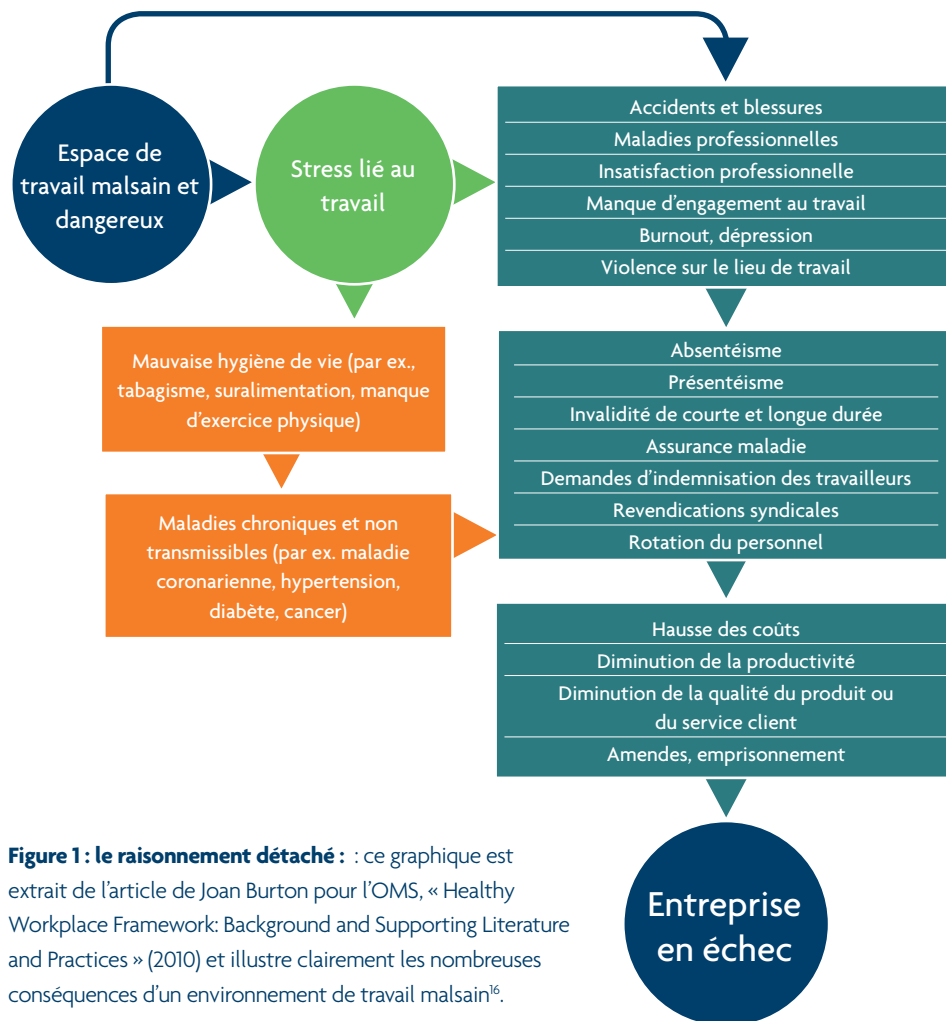 Espace de
travail malsain et
dangereux
Stress lié au
travail
Accidents et blessures
Maladies professionnelles
Insatisfaction professionnelle
Manque d'engagement au travail
Burnout, dépression
Violence sur le lieu de travail
Mauvaise hygiène de vie (par ex.,
tabagisme, suralimentation, manque
d'exercice physique)
Maladies chroniques et non
transmissibles (par ex. maladie
coronarienne, hypertension,
diabète, cancer)
Absentéisme
Présentéisme
Invalidité de courte et longue durée
Assurance maladie
Demandes d'indemnisation des travailleurs
Revendications syndicales
Rotation du personnel
Hausse des coûts
Diminution de la productivité
Diminution de la qualité du produit ou
du service client
Amendes, emprisonnement
Entreprise
en échec
Figure 1 : le raisonnement détaché : : ce graphique est
extrait de l'article de Joan Burton pour l'OMS, « Healthy
Workplace Framework: Background and Supporting Literature
and Practices » (2010) et illustre clairement les nombreuses
conséquences d'un environnement de travail malsain¹⁶.